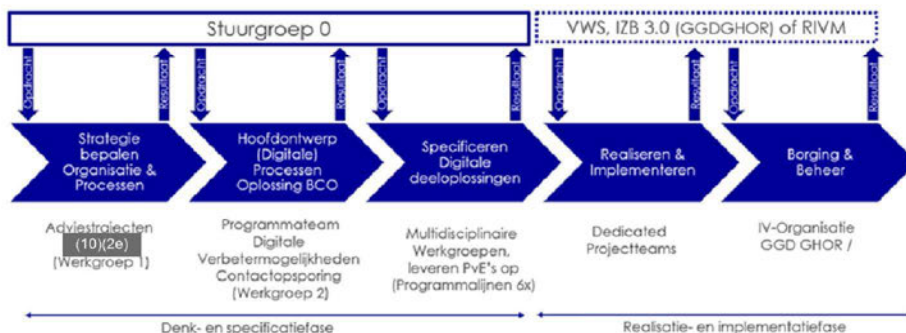 Stuurgroep 0
VWS, IZB 3.0 (GGDGHOR) of RIVM
Opdracht
Resultaat
Opdracht
Resultaat
Opdracht
Resultaat
Opdracht
Resultaat
Opdracht
Resultaat
Strategie
bepalen
Organisatie &
Processen
Hoofdontwerp
(Digitale)
Processen
Oplossing BCO
Specificeren
Digitale
deeloplossingen
Realiseren &
Implementeren
Borging &
Beheer
Adviestrajecten
(10)(2e)
(Werkgroep 1)
Programmateam
Digitale
Verbetermogelijkheden
Contactopsporing
(Werkgroep 2)
Multidisciplinaire
Werkgroepen,
leveren PvE's op
(Programmalijnen 6x)
Dedicated
Projectteams
IV-Organisatie
GGD GHOR /
Denk- en specificatiefase
Realisatie- en implementatiefase